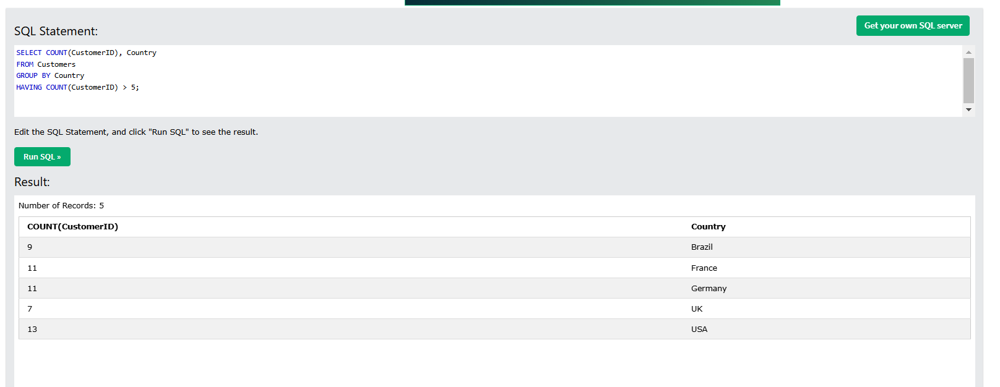 Get your own SQL server
SQL Statement:
SELECT COUNT(CustomerID), Country
FROM Customers
GROUP BY Country
HAVING COUNT(CustomerID) > 5;
Edit the SQL Statement, and click "Run SQL" to see the result.
Run SQL »
Result:
Number of Records: 5
COUNT(CustomerID) Country
9 Brazil
11 France
11 Germany
7 UK
13 USA